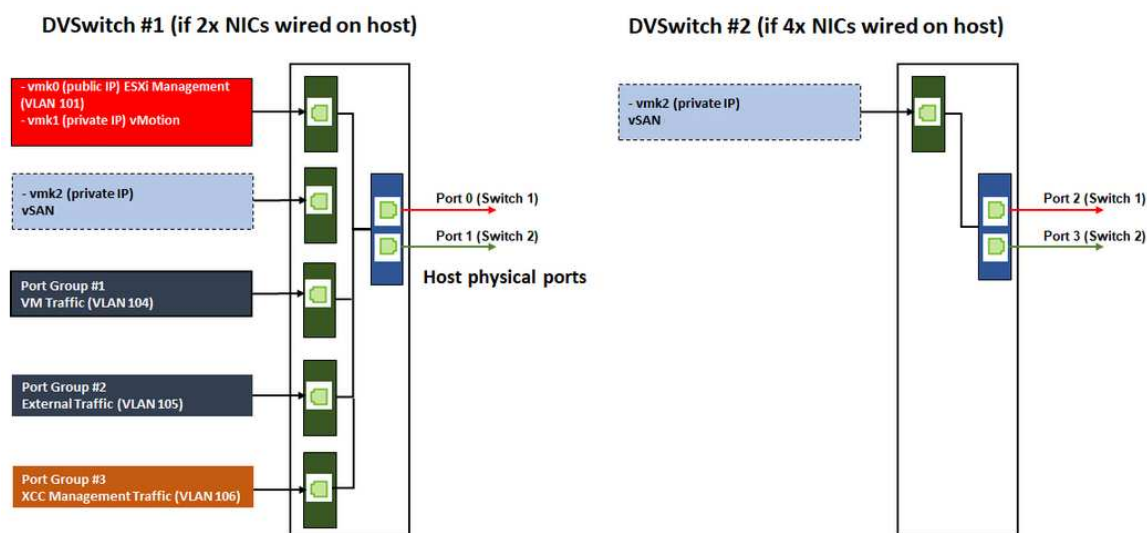 DVSwitch #1 (if 2x NICs wired on host)
DVSwitch #2 (if 4x NICs wired on host)
- vmk0 (public IP) ESXi Management
(VLAN 101)
- vmk1 (private IP) vMotion
- vmk2 (private IP)
vSAN
Port Group #1
VM Traffic (VLAN 104)
Port Group #2
External Traffic (VLAN 105)
Port Group #3
XCC Management Traffic (VLAN 106)
Port 0 (Switch 1)
Port 1 (Switch 2)
Host physical ports
- vmk2 (private IP)
vSAN
Port 2 (Switch 1)
Port 3 (Switch 2)